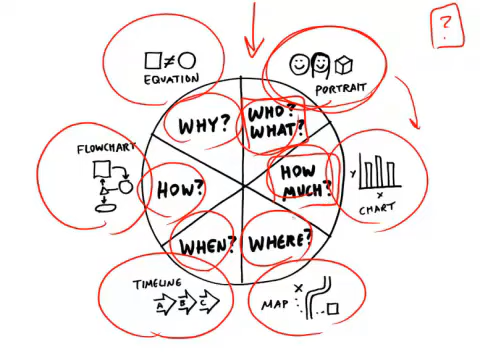 ?
EQUATION
PORTRAIT
WHY?
WHO?
WHAT?
FLOWCHART
HOW?
HOW
MUCH?
Y
X
CHART
WHEN?
WHERE?
TIMELINE
A B C
MAP
X